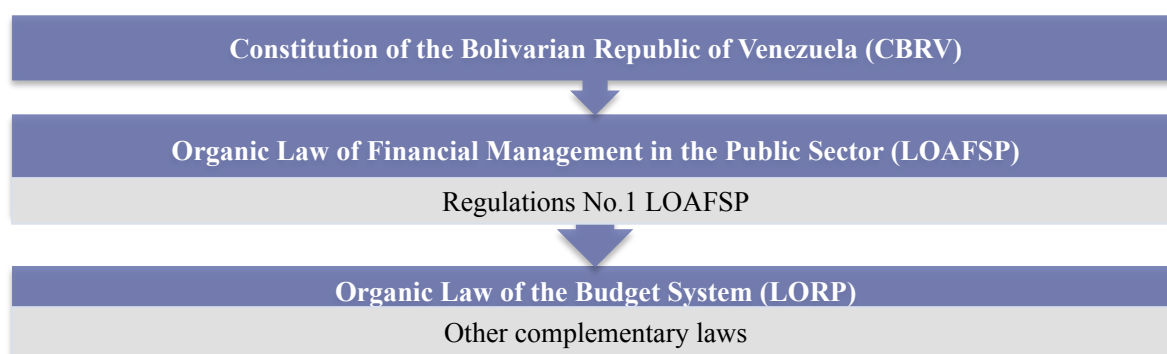 Constitution of the Bolivarian Republic of Venezuela (CBRV)
Organic Law of Financial Management in the Public Sector (LOAFSP)
Regulations No.1 LOAFSP
Organic Law of the Budget System (LORP)
Other complementary laws